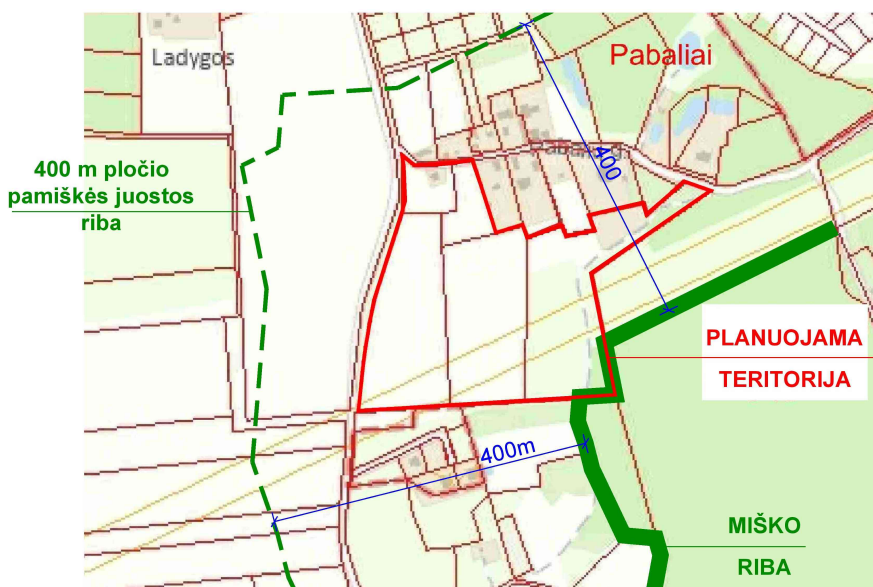 Ladygos
Pabaliai
400 m pločio
pamiškės juostos
riba
400
PLANUOJAMA
TERITORIJA
400m
MIŠKO
RIBA